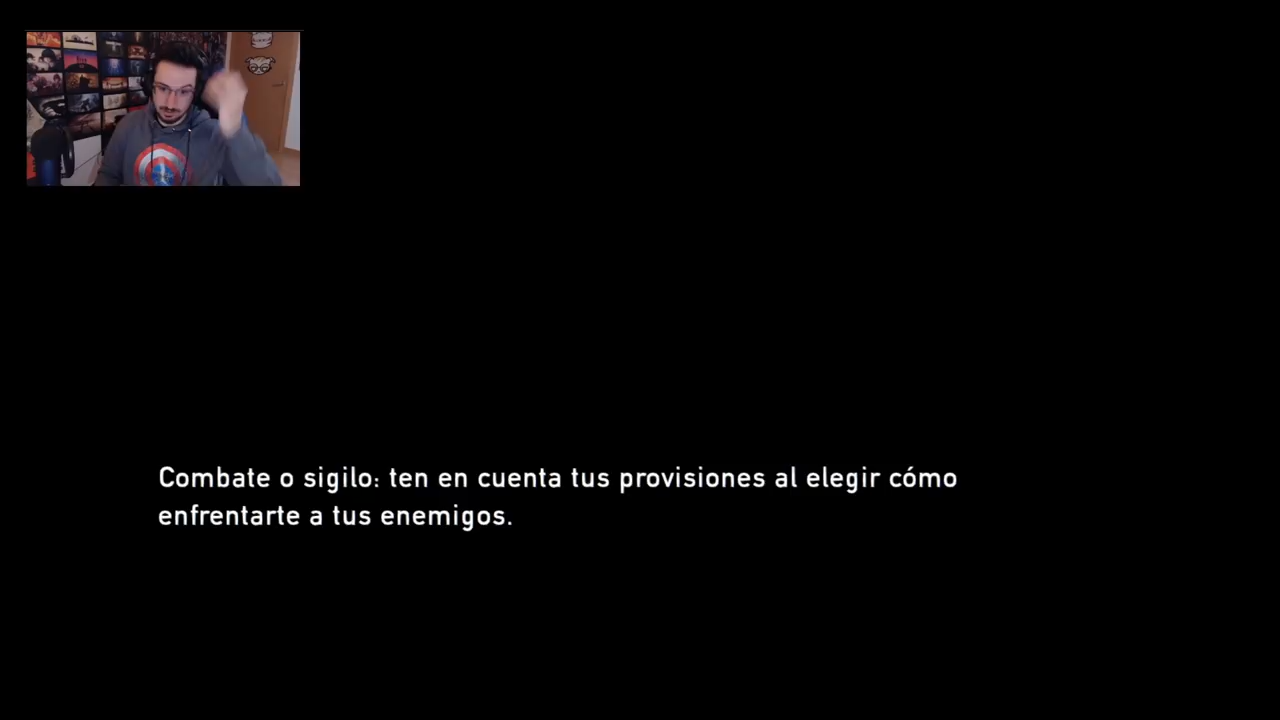 Combate o sigilo: ten en cuenta tus provisiones al elegir cómo
enfrentarte a tus enemigos.